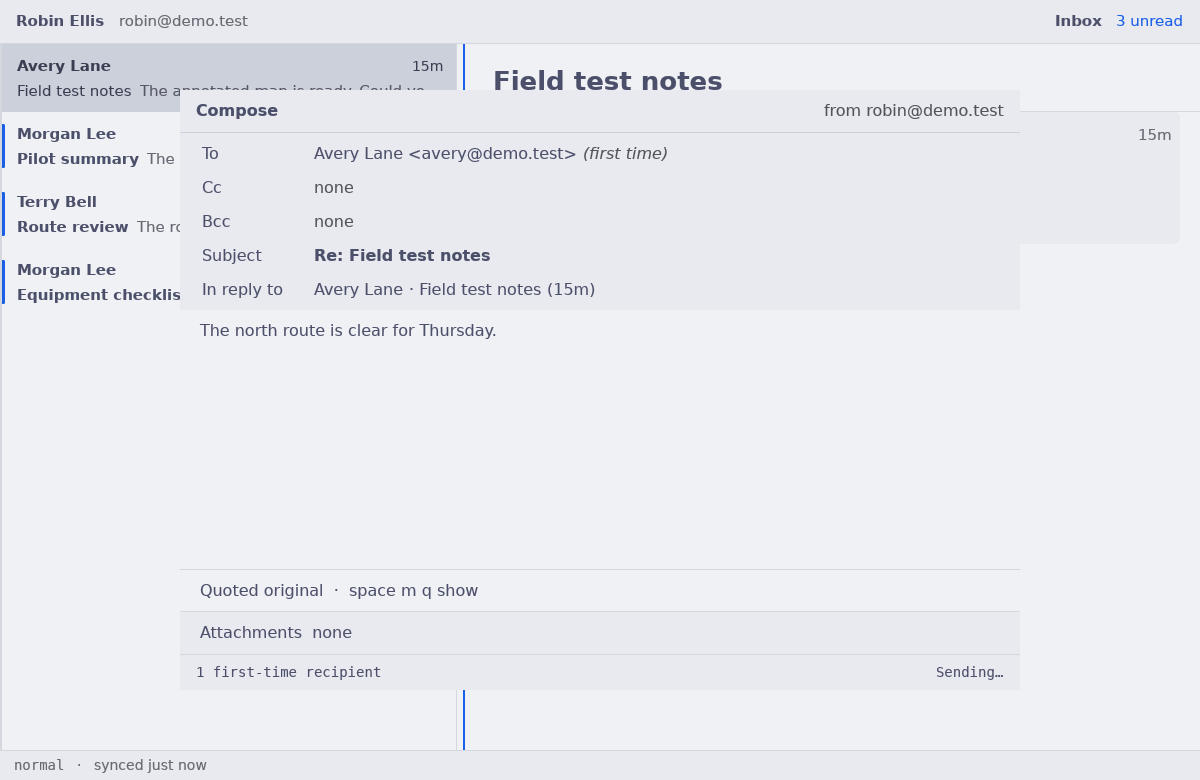 Robin Ellis robin@demo.test Inbox 3 unread
Avery Lane 15m
Field test notes
Morgan Lee
Pilot summary The
Terry Bell
Route review The
Morgan Lee
Equipment
Field test notes
15m
Compose from robin@demo.test
To Avery Lane <avery@demo.test> (first time)
Cc none
Bcc none
Subject Re: Field test notes
In reply to Avery Lane · Field test notes (15m)
The north route is clear for Thursday.
Quoted original · space m q show
Attachments none
1 first-time recipient Sending…
normal · synced just now